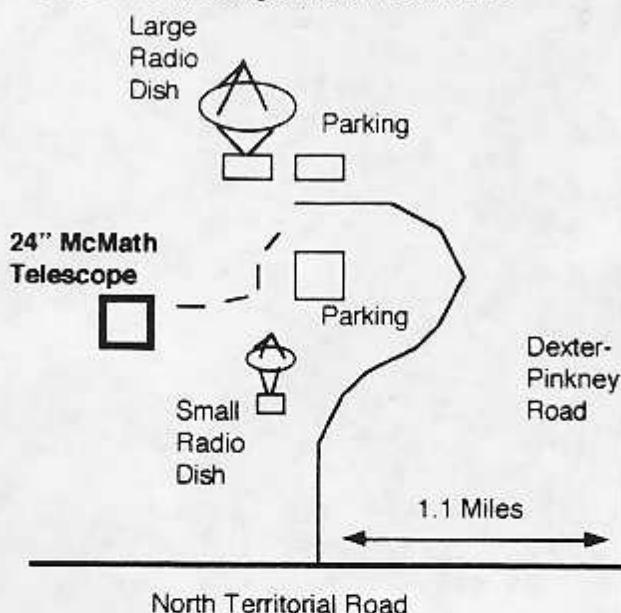 Large
Radio
Dish
Parking
24" McMath
Telescope
Parking
Dexter-
Pinkney
Road
Small
Radio
Dish
1.1 Miles
North Territorial Road